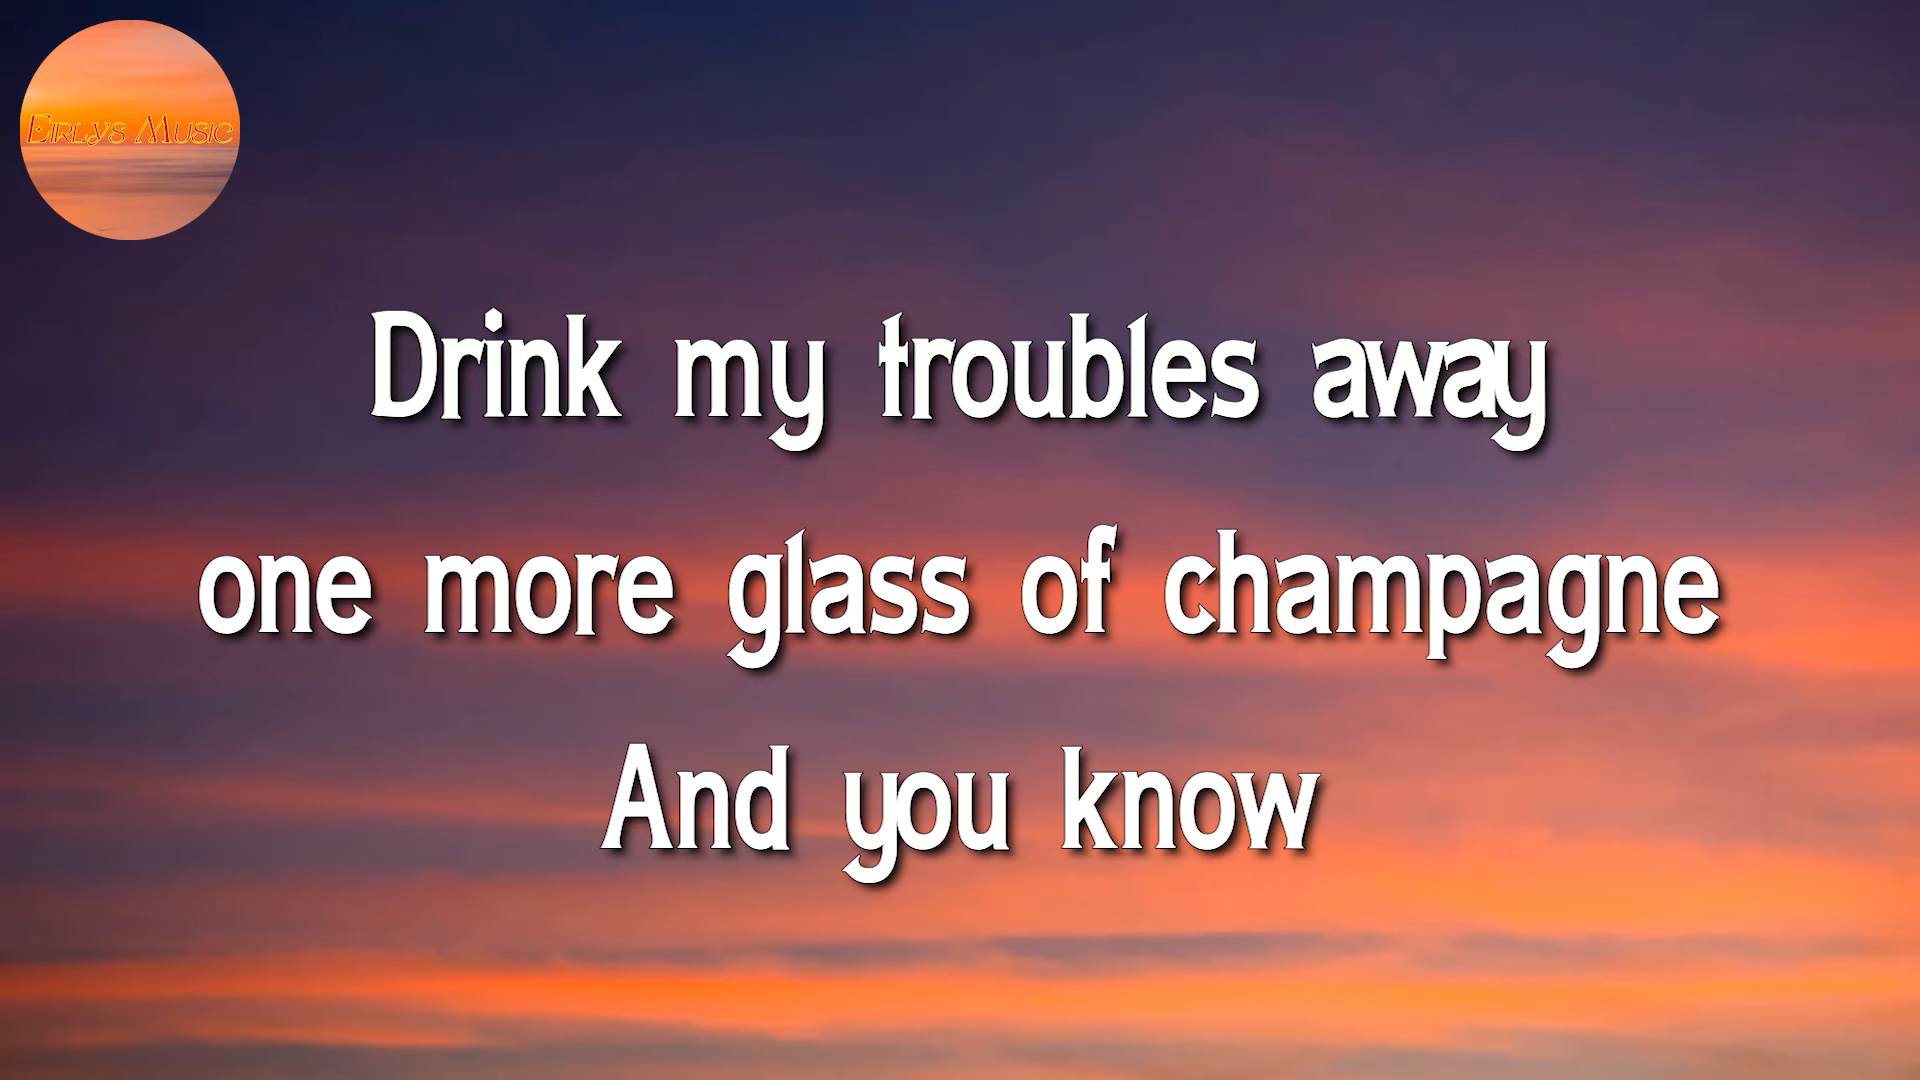 Eirlys Music
Drink my troubles away
one more glass of champagne
And you know